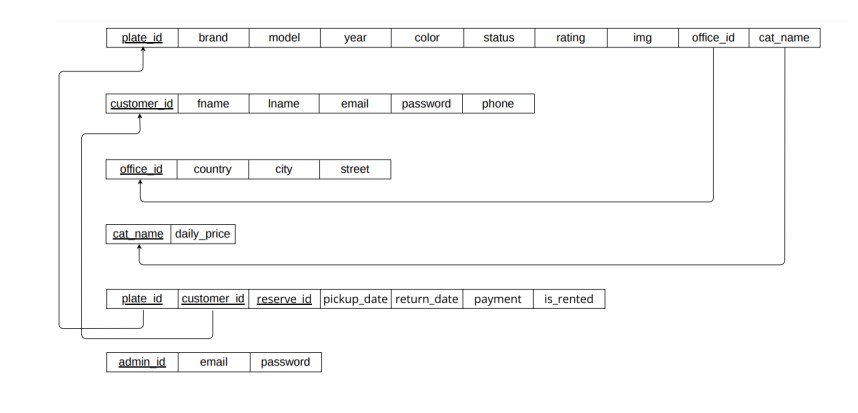 plate_id brand model year color status rating img office_id cat_name
customer_id fname lname email password phone
office_id country city street
cat_name daily_price
plate_id customer_id reserve_id pickup_date return_date payment is_rented
admin_id email password